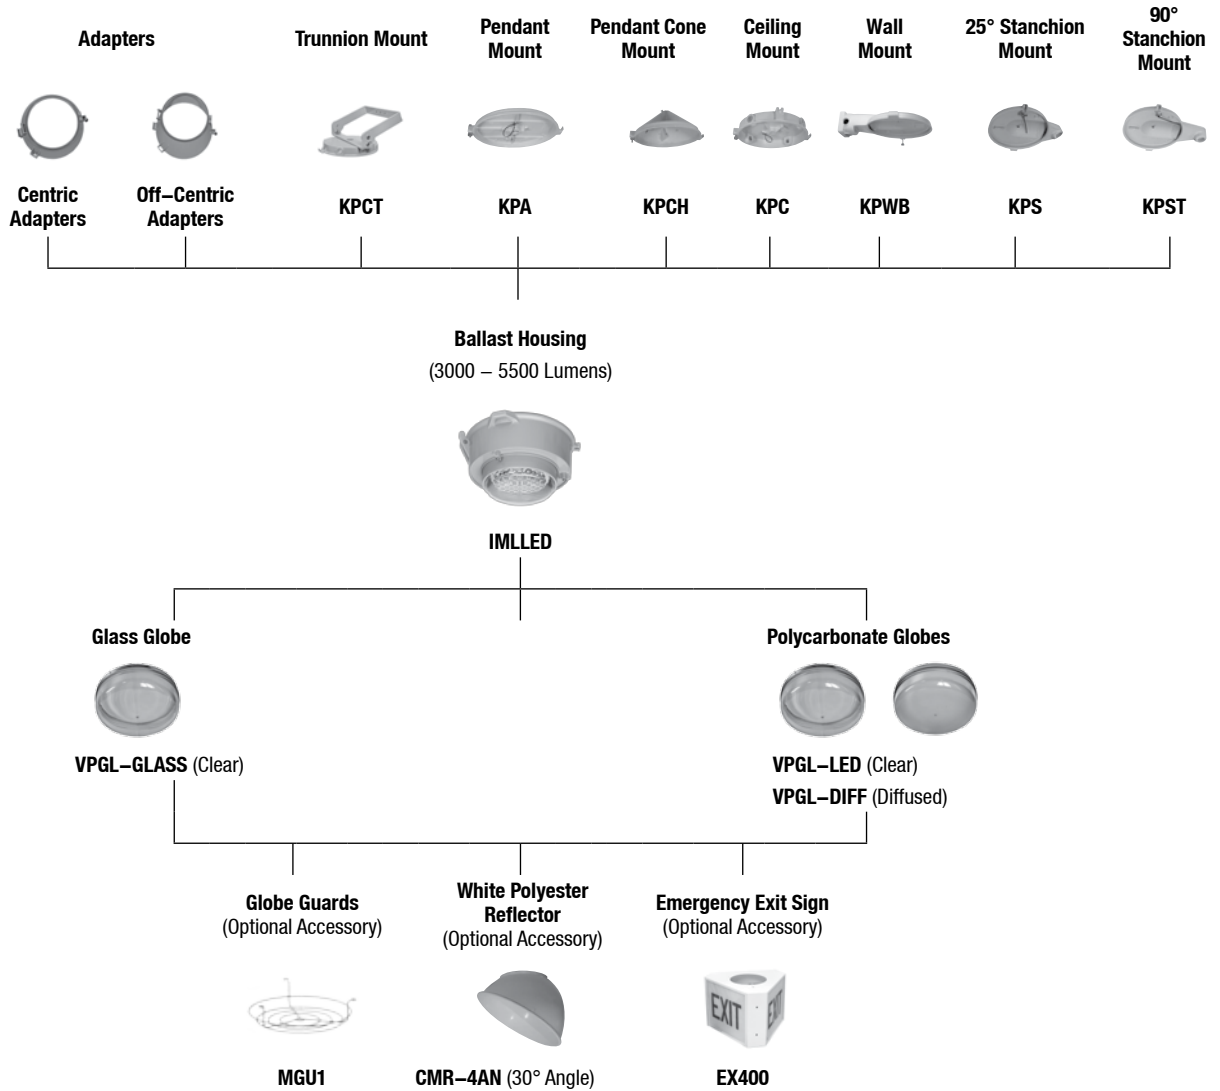 Adapters
Trunnion Mount
Pendant
Mount
Pendant Cone
Mount
Ceiling
Mount
Wall
Mount
25° Stanchion
Mount
90°
Stanchion
Mount
Centric
Adapters
Off–Centric
Adapters
KPCT
KPA
KPCH
KPC
KPWB
KPS
KPST
Ballast Housing
(3000 – 5500 Lumens)
IMLLED
Glass Globe
VPGL–GLASS (Clear)
Polycarbonate Globes
VPGL–LED (Clear)
VPGL–DIFF (Diffused)
Globe Guards
(Optional Accessory)
White Polyester
Reflector
(Optional Accessory)
Emergency Exit Sign
(Optional Accessory)
EXIT
EXIT
MGU1
CMR–4AN (30° Angle)
EX400